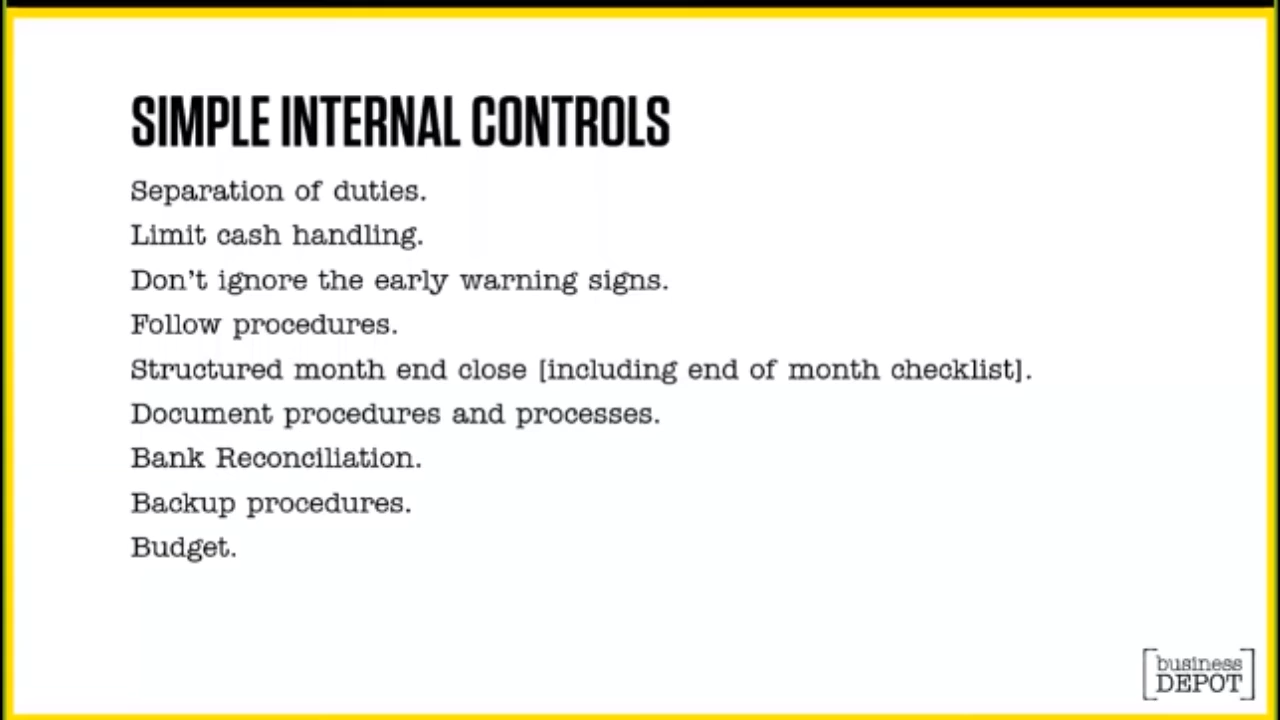 SIMPLE INTERNAL CONTROLS
Separation of duties.
Limit cash handling.
Don’t ignore the early warning signs.
Follow procedures.
Structured month end close [including end of month checklist].
Document procedures and processes.
Bank Reconciliation.
Backup procedures.
Budget.
[business
DEPOT]